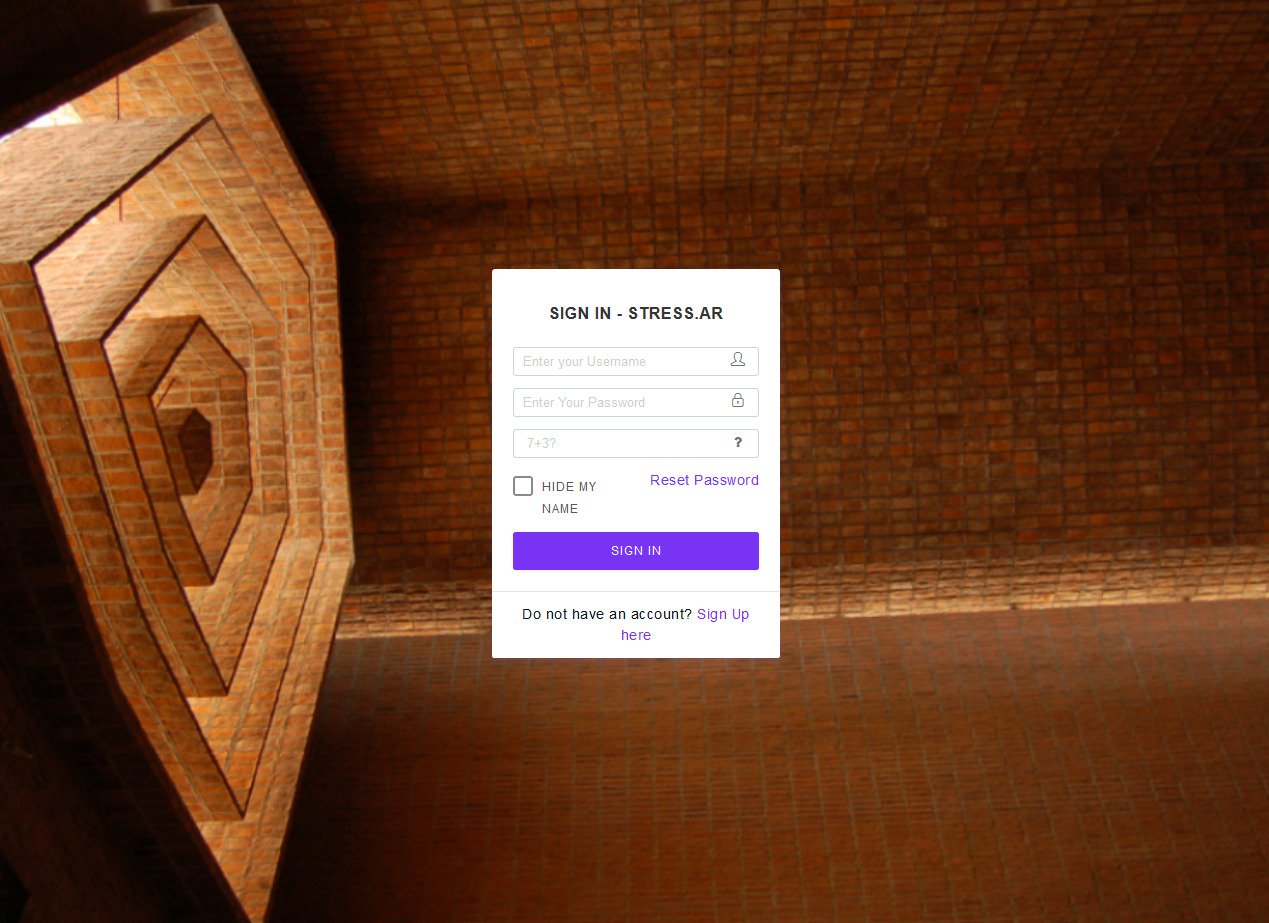 SIGN IN - STRESS.AR
Enter your Username
Enter Your Password
7+3?
?
HIDE MY
NAME
Reset Password
SIGN IN
Do not have an account? Sign Up
here